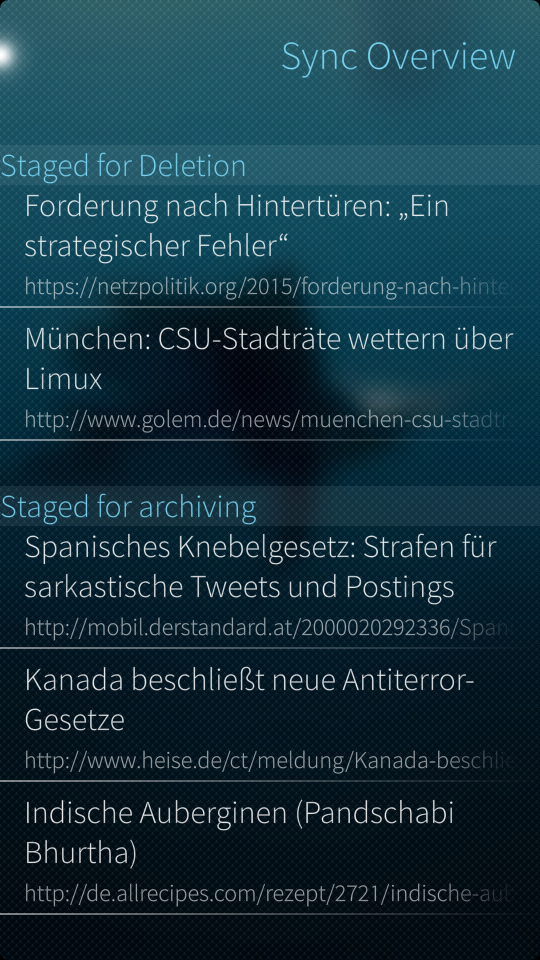 Sync Overview
Staged for Deletion
Forderung nach Hintertüren: „Ein
strategischer Fehler“
https://netzpolitik.org/2015/forderung-nach-hinte
München: CSU-Stadträte wettern über
Limux
http://www.golem.de/news/muenchen-csu-stadtr
Staged for archiving
Spanisches Knebelgesetz: Strafen für
sarkastische Tweets und Postings
http://mobil.derstandard.at/2000020292336/Span
Kanada beschließt neue Antiterror-
Gesetze
http://www.heise.de/ct/meldung/Kanada-beschlie
Indische Auberginen (Pandschabi
Bhurtha)
http://de.allrecipes.com/rezept/2721/indische-aub